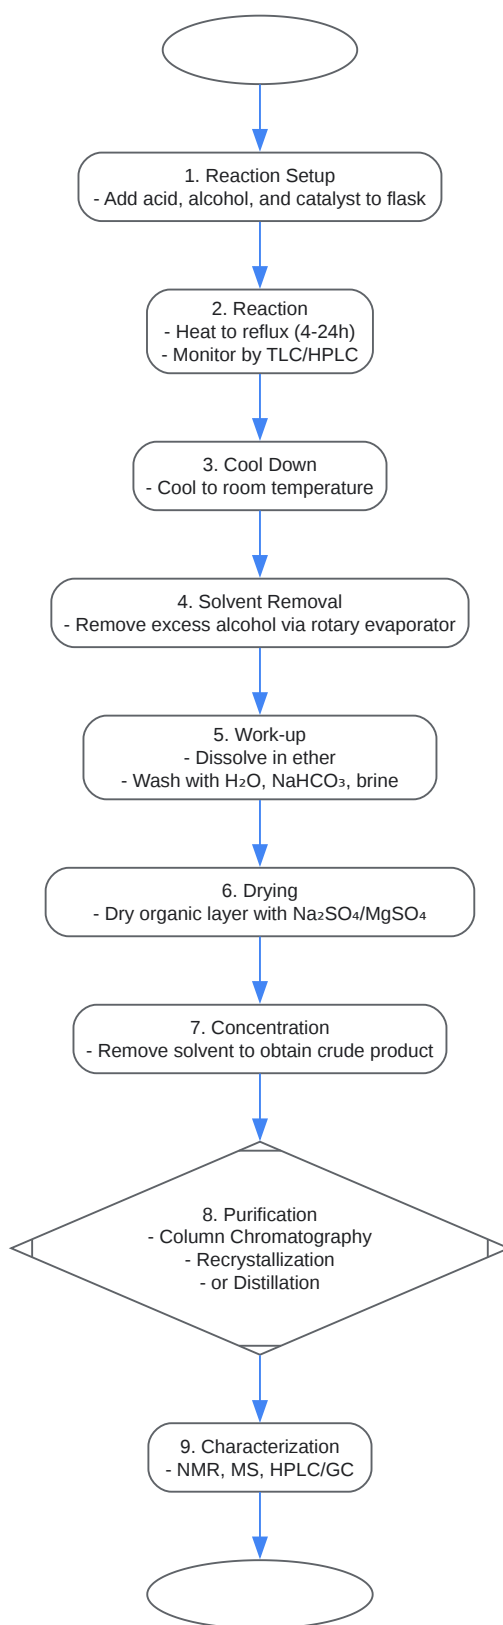 1. Reaction Setup
- Add acid, alcohol, and catalyst to flask
2. Reaction
- Heat to reflux (4-24h)
- Monitor by TLC/HPLC
3. Cool Down
- Cool to room temperature
4. Solvent Removal
- Remove excess alcohol via rotary evaporator
5. Work-up
- Dissolve in ether
- Wash with H₂O, NaHCO₃, brine
6. Drying
- Dry organic layer with Na₂SO₄/MgSO₄
7. Concentration
- Remove solvent to obtain crude product
8. Purification
- Column Chromatography
- Recrystallization
- or Distillation
9. Characterization
- NMR, MS, HPLC/GC